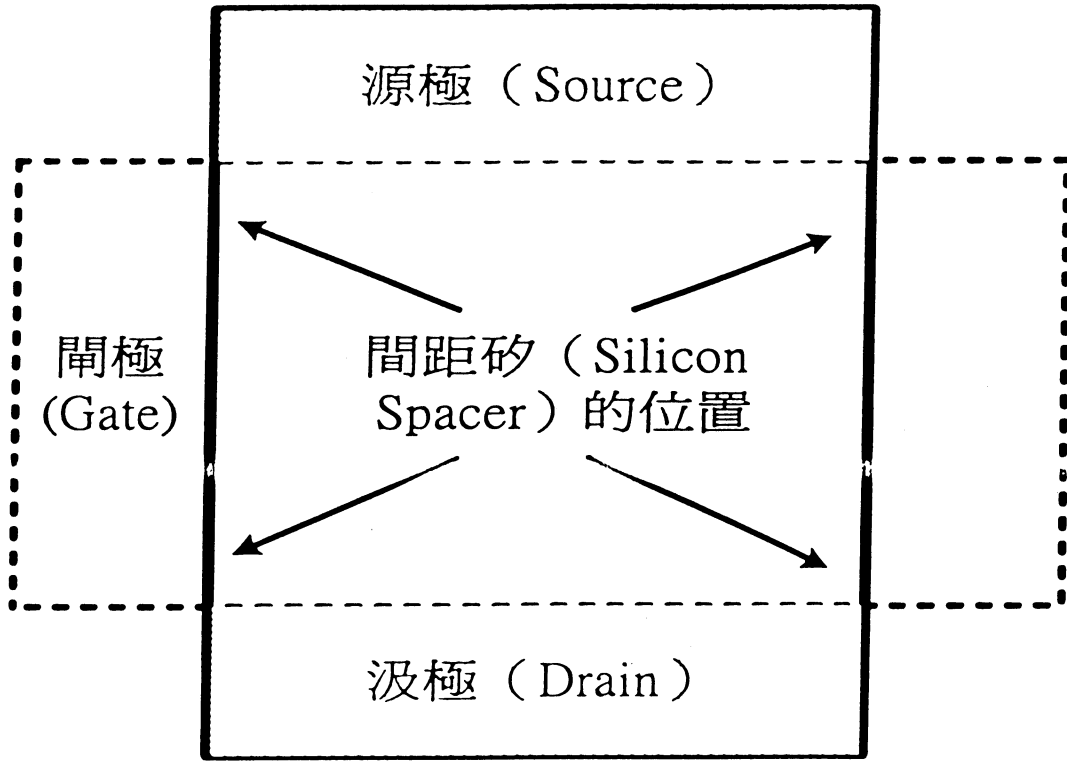 源極（Source）
閘極
(Gate)
間距矽（Silicon
Spacer）的位置
汲極（Drain）